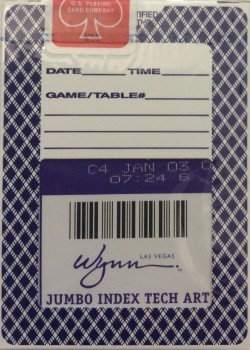 U.S. PLAYING
CARD COMPANY
DATE TIME
GAME/TABLE#
C4 JAN 03 0
07:24 S
LAS VEGAS
Wynn
JUMBO INDEX TECH ART